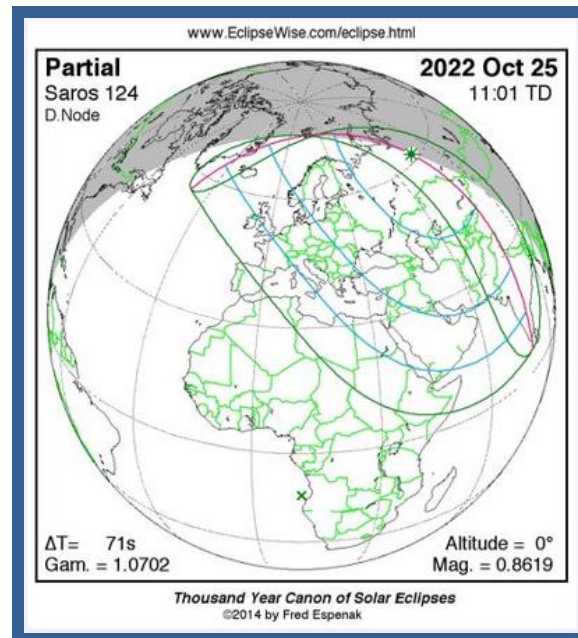 www.EclipseWise.com/eclipse.html
Partial
2022 Oct 25
Saros 124
11:01 TD
D.Node
ΔT= 71s
Altitude = 0°
Gam. = 1.0702
Mag. = 0.8619
Thousand Year Canon of Solar Eclipses
©2014 by Fred Espenak